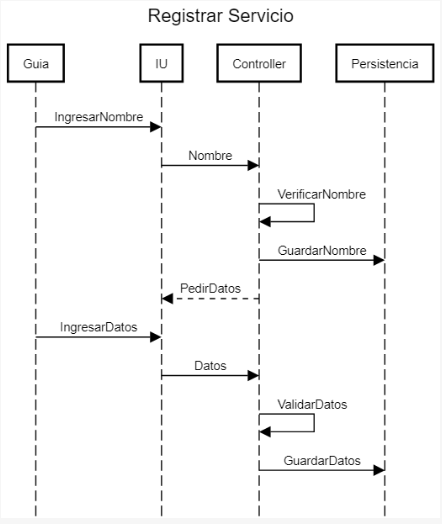 Registrar Servicio
Guia IU Controller Persistencia
IngresarNombre
Nombre
VerificarNombre
GuardarNombre
PedirDatos
IngresarDatos
Datos
ValidarDatos
GuardarDatos